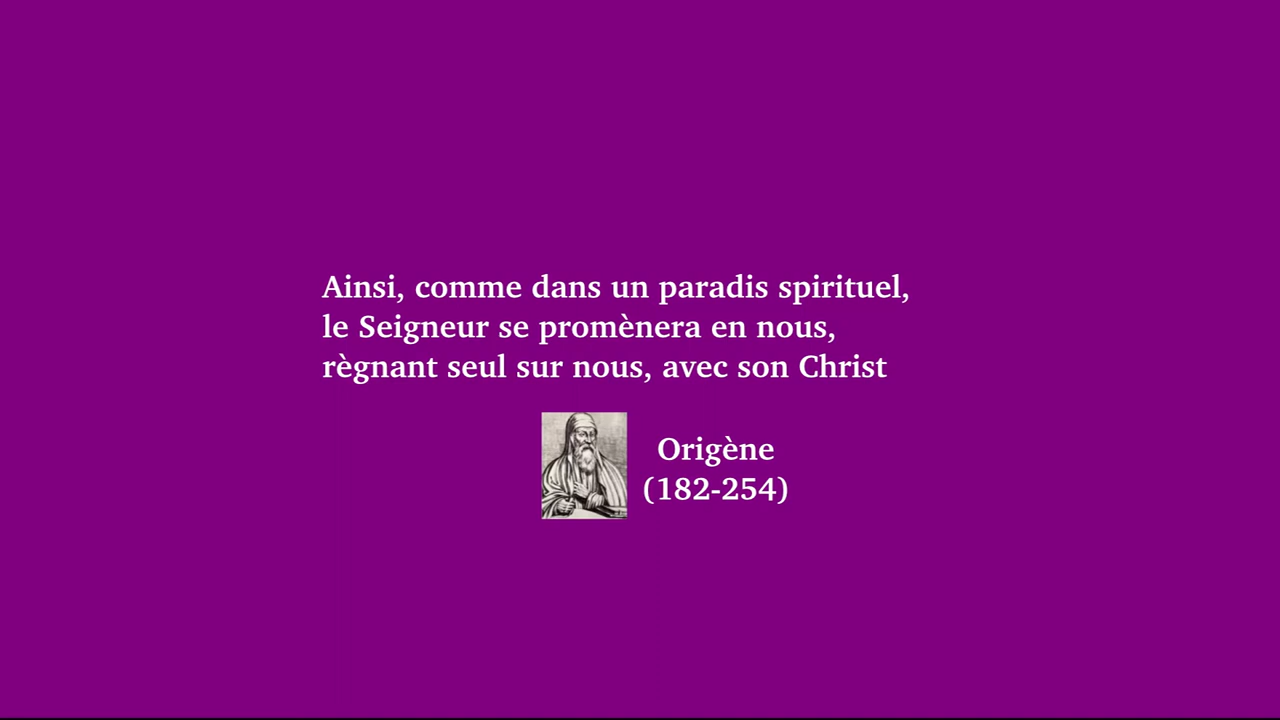 Ainsi, comme dans un paradis spirituel,
le Seigneur se promènera en nous,
règnant seul sur nous, avec son Christ
Origène
(182-254)